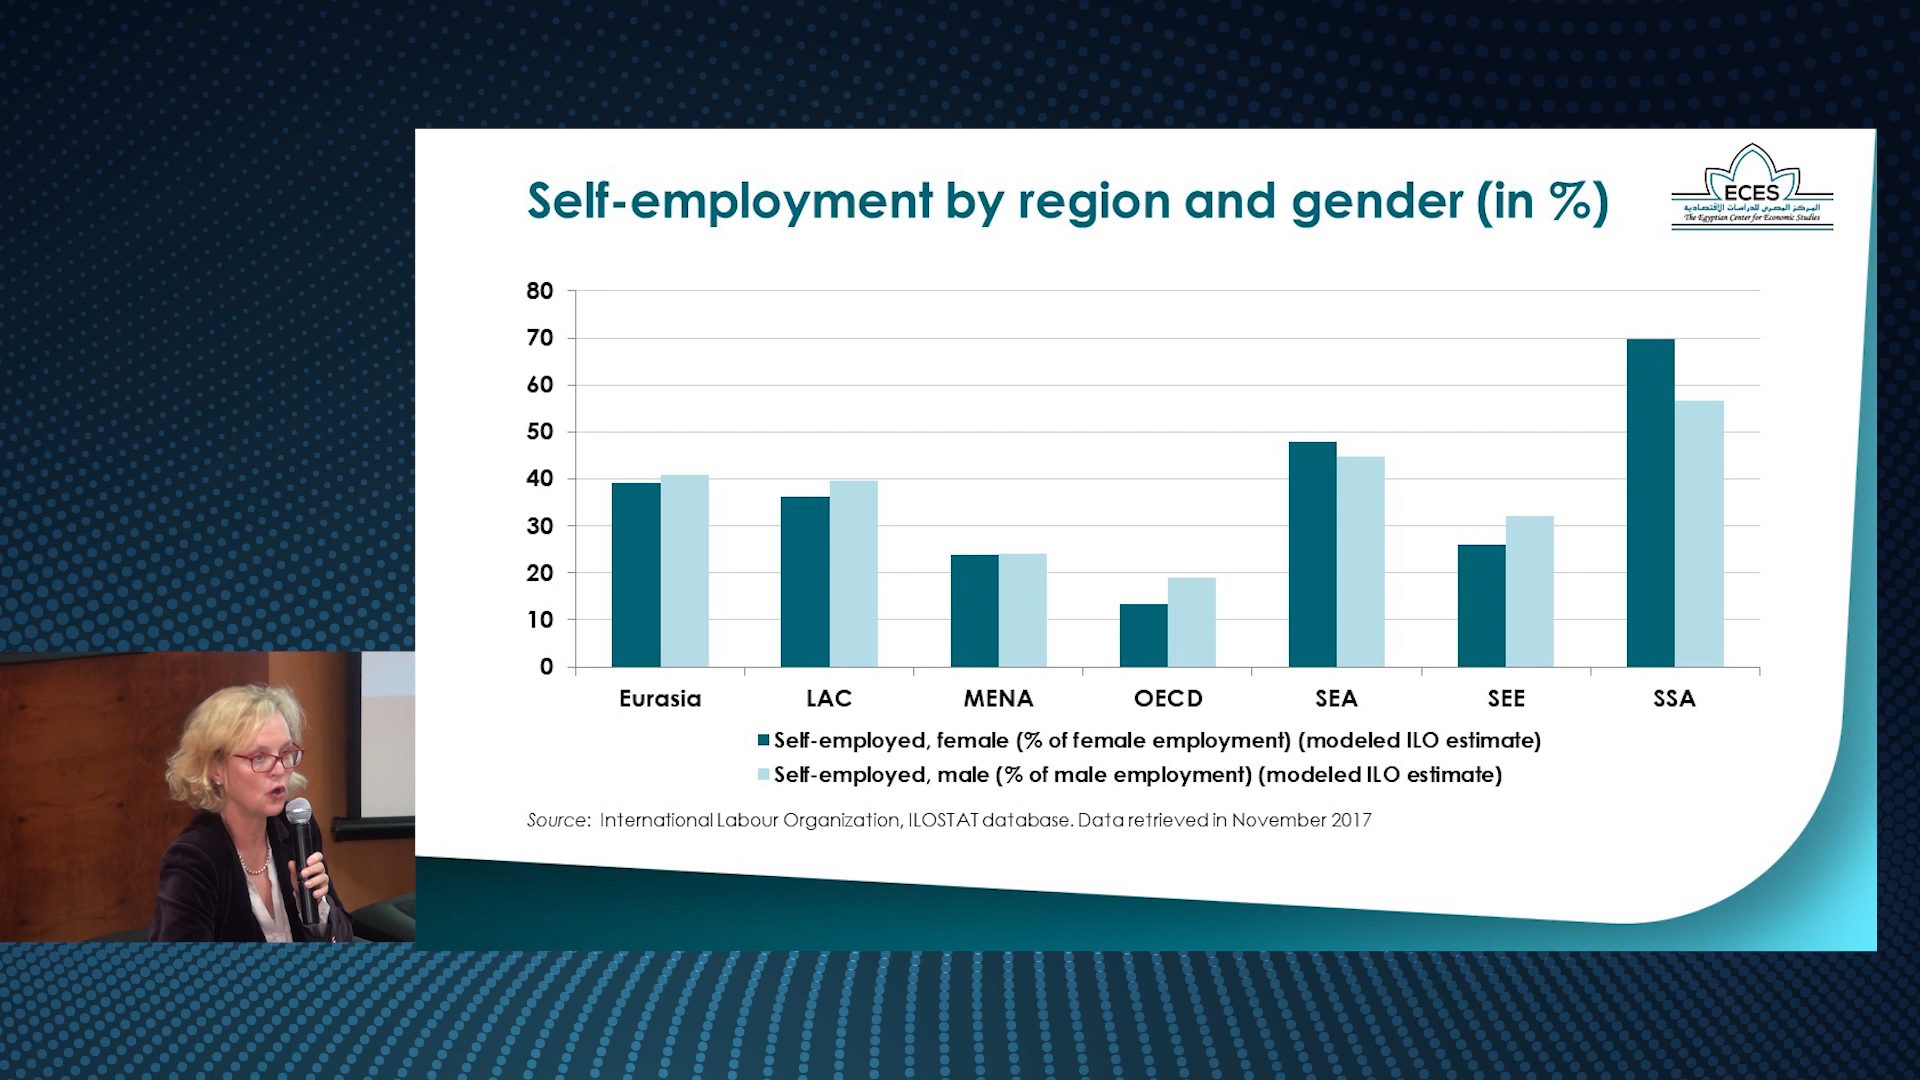 Self-employment by region and gender (in %)
ECES
المركز المصري للدراسات الاقتصادية
The Egyptian Center for Economic Studies
80
70
60
50
40
30
20
10
0
Eurasia LAC MENA OECD SEA SEE SSA
Self-employed, female (% of female employment) (modeled ILO estimate)
Self-employed, male (% of male employment) (modeled ILO estimate)
Source: International Labour Organization, ILOSTAT database. Data retrieved in November 2017